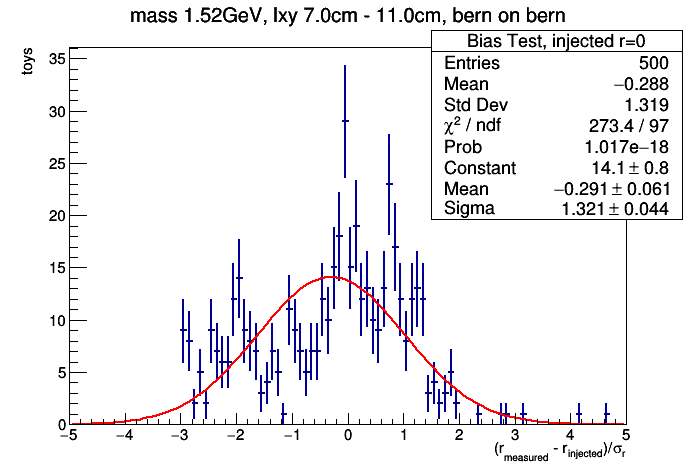 mass 1.52GeV, lxy 7.0cm - 11.0cm, bern on bern
Bias Test, injected r=0
Entries 500
Mean −0.288
Std Dev 1.319
χ² / ndf 273.4 / 97
Prob 1.017e−18
Constant 14.1 ± 0.8
Mean −0.291 ± 0.061
Sigma 1.321 ± 0.044
toys
35
30
25
20
15
10
5
0
−5 −4 −3 −2 −1 0 1 2 3 4 5
(r_measured - r_injected)/σ_r